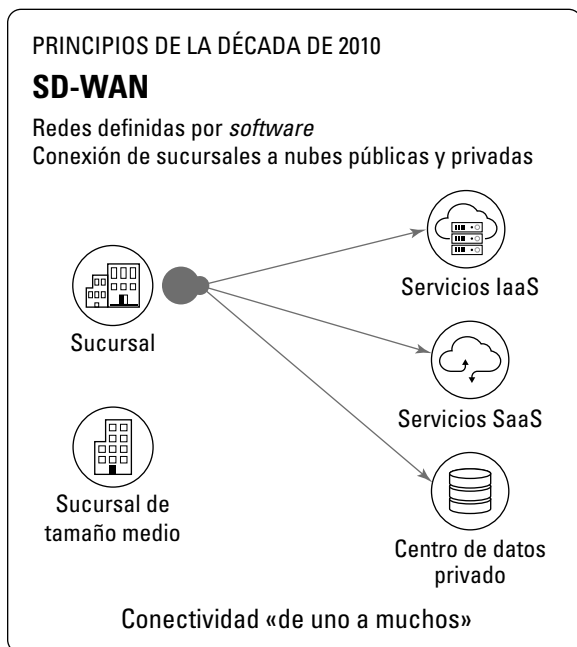 PRINCIPIOS DE LA DÉCADA DE 2010
SD-WAN
Redes definidas por software
Conexión de sucursales a nubes públicas y privadas
Sucursal
Servicios IaaS
Servicios SaaS
Sucursal de
tamaño medio
Centro de datos
privado
Conectividad «de uno a muchos»